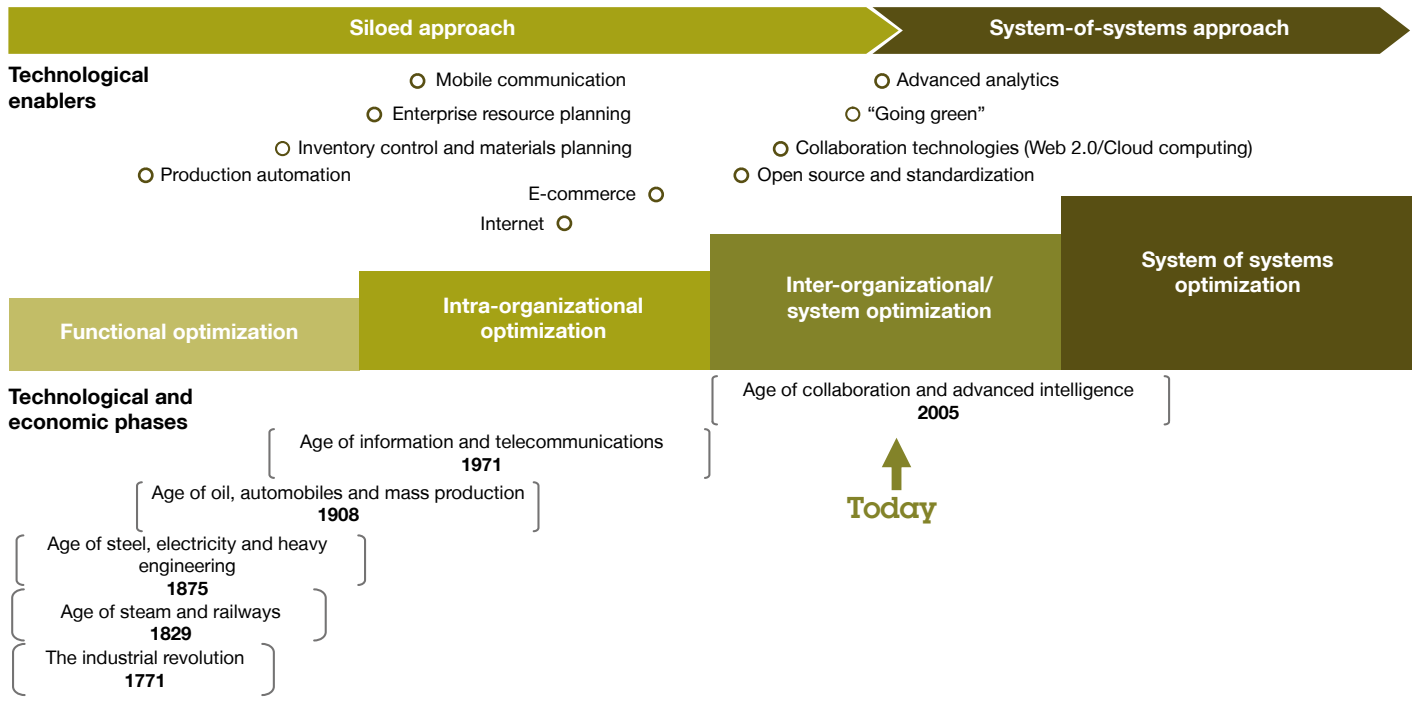 Siloed approach
System-of-systems approach
Technological
enablers
Mobile communication
Enterprise resource planning
Inventory control and materials planning
Production automation
E-commerce
Internet
Advanced analytics
“Going green”
Collaboration technologies (Web 2.0/Cloud computing)
Open source and standardization
Functional optimization
Intra-organizational
optimization
Inter-organizational/
system optimization
System of systems
optimization
Technological and
economic phases
Age of collaboration and advanced intelligence
2005
Age of information and telecommunications
1971
Age of oil, automobiles and mass production
1908
Today
Age of steel, electricity and heavy
engineering
1875
Age of steam and railways
1829
The industrial revolution
1771